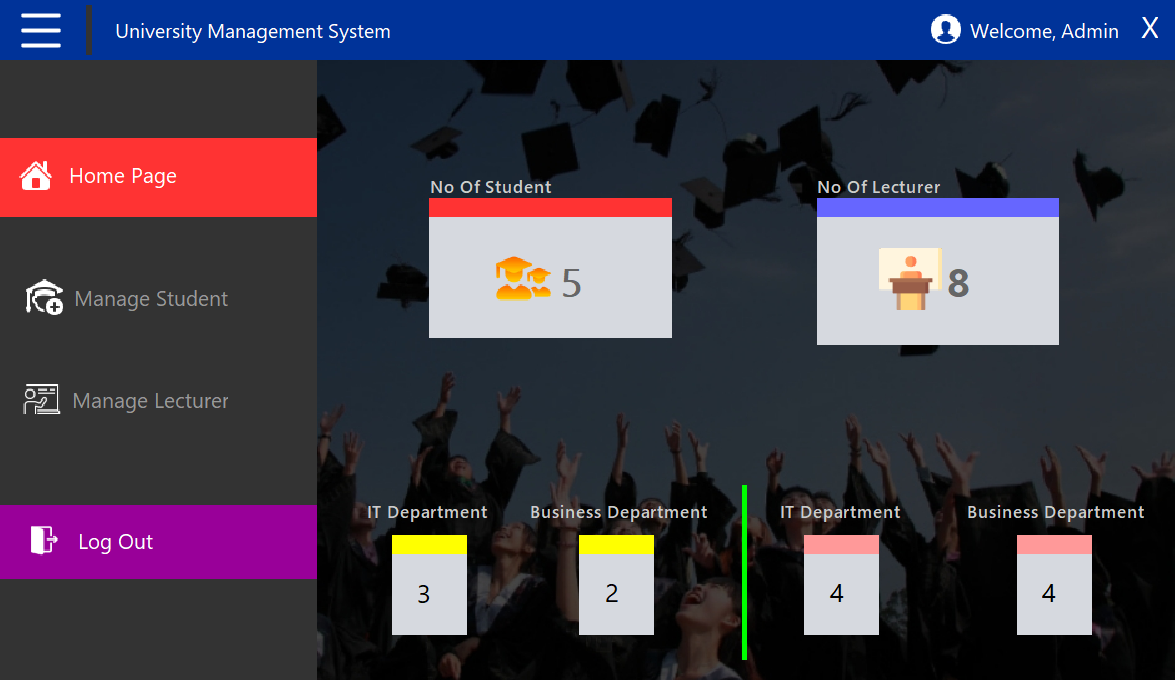 University Management System
Welcome, Admin
X
Home Page
Manage Student
Manage Lecturer
Log Out
No Of Student
5
No Of Lecturer
8
IT Department
3
Business Department
2
IT Department
4
Business Department
4